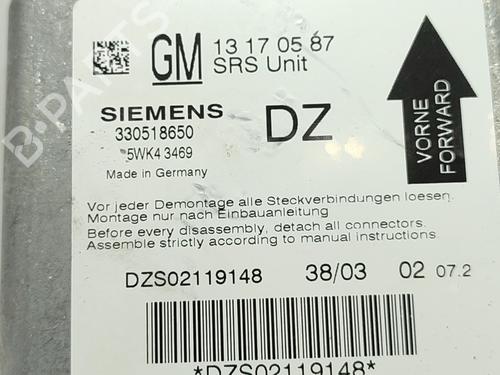 GM 13 17 05 87
SRS Unit
SIEMENS
330518650
5WK4 3469
Made in Germany
DZ
VORNE
FORWARD
Vor jeder Demontage alle Steckverbindungen loesen.
Montage nur nach Einbauanleitung
Before every disassembly, detach all connectors.
Assemble strictly according to manual instructions.
DZS02119148 38/03 02 07.2
*DZS02119148*
B-PARTS